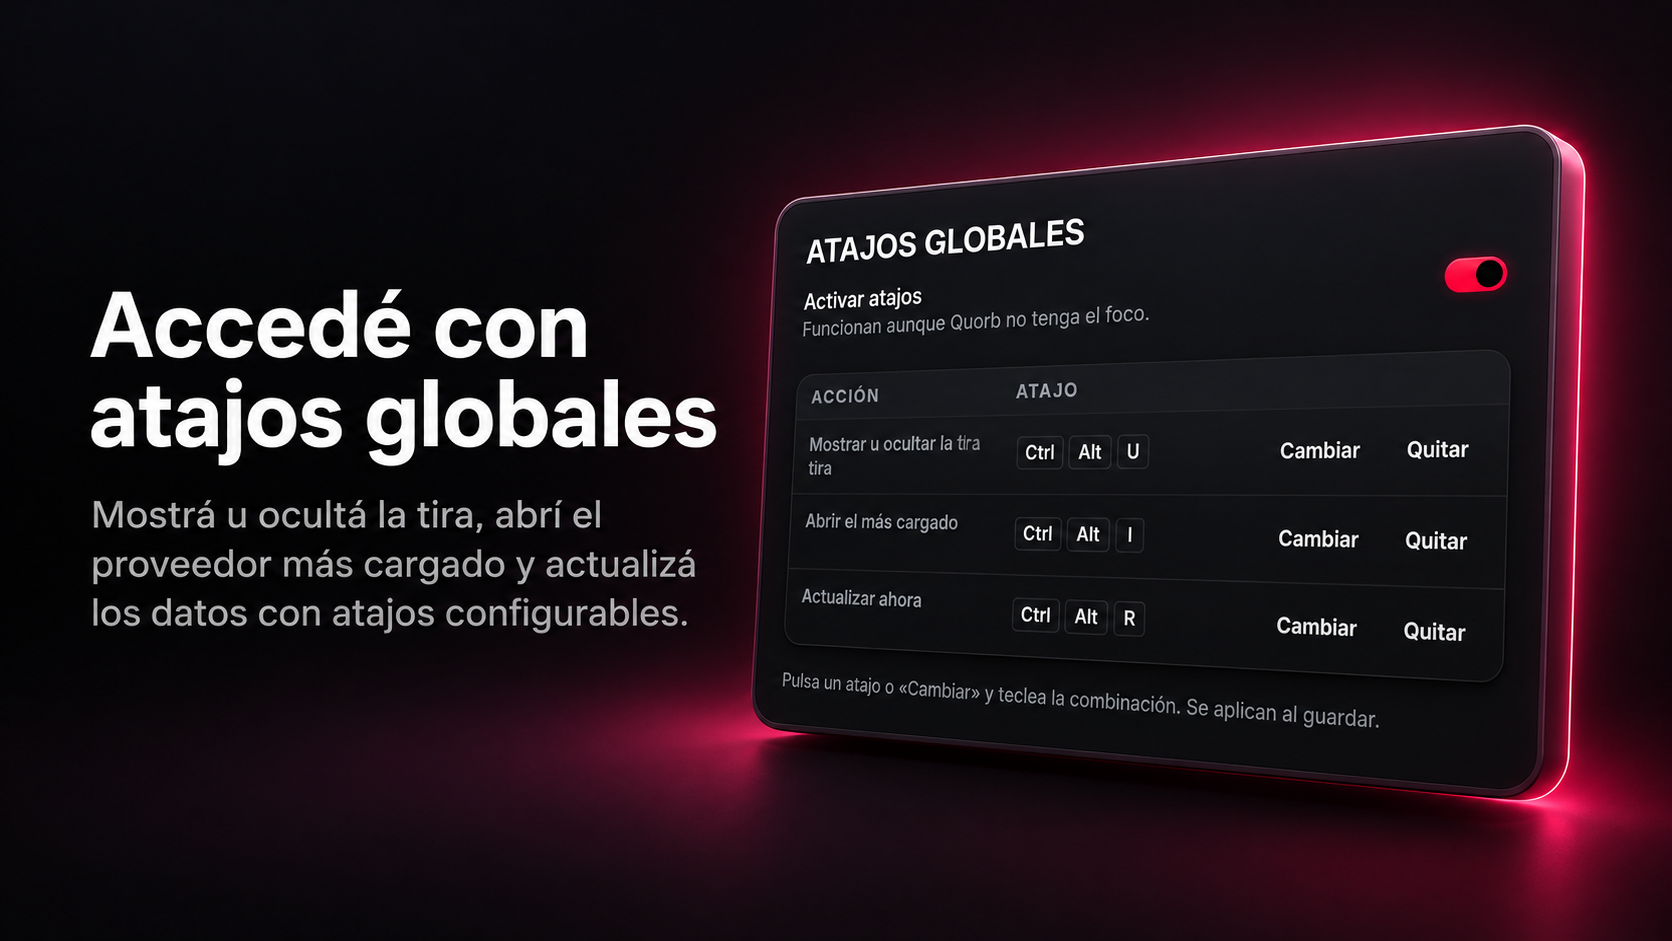 Accedé con
atajos globales
Mostrá u ocultá la tira, abrí el
proveedor más cargado y actualizá
los datos con atajos configurables.
ATAJOS GLOBALES
Activar atajos
Funcionan aunque Quorb no tenga el foco.
ACCIÓN ATAJO
Mostrar u ocultar la tira
tira
Ctrl Alt U Cambiar Quitar
Abrir el más cargado Ctrl Alt I Cambiar Quitar
Actualizar ahora Ctrl Alt R Cambiar Quitar
Pulsa un atajo o «Cambiar» y teclea la combinación. Se aplican al guardar.